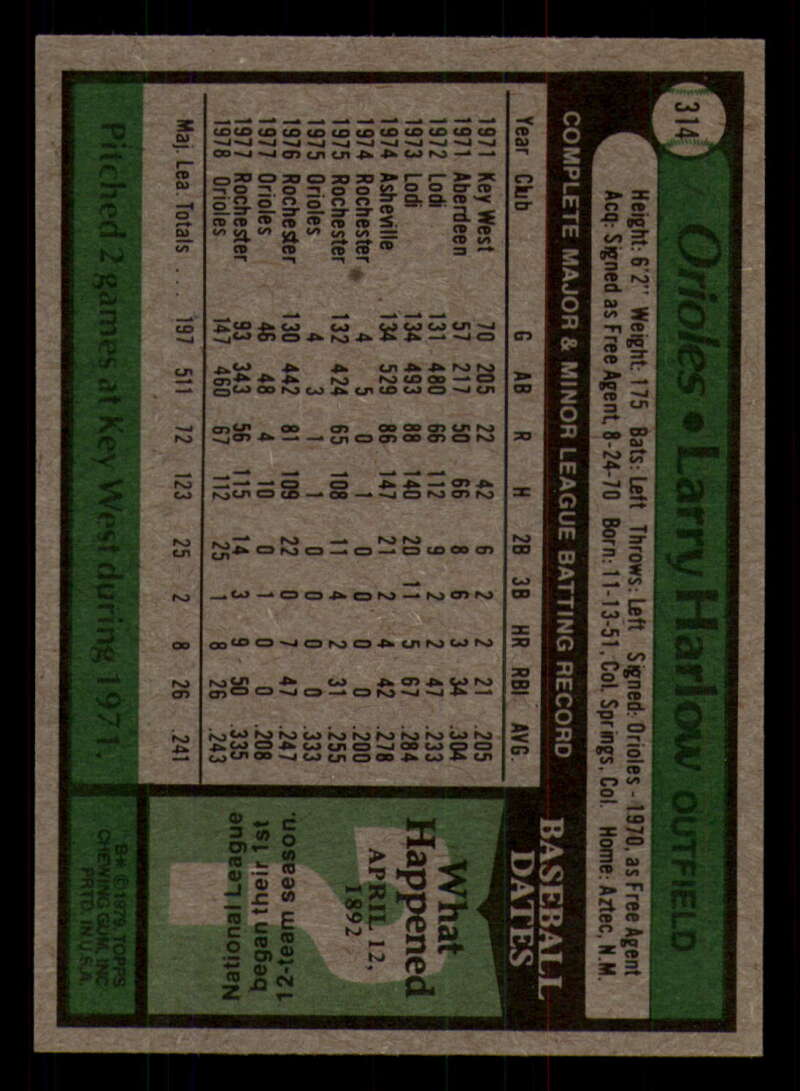 314
Orioles • Larry Harlow OUTFIELD
Height: 6'2" Weight: 175 Bats: Left Throws: Left Signed: Orioles - 1970, as Free Agent
Acq: Signed as Free Agent, 8-24-70 Born: 11-13-51, Col. Springs, Col. Home: Aztec, N.M.
COMPLETE MAJOR & MINOR LEAGUE BATTING RECORD
Year Club G AB R H 2B 3B HR RBI AVG.
1971 Key West 70 205 22 42 6 2 2 21 .205
1971 Aberdeen 57 217 50 66 8 6 3 34 .304
1972 Lodi 131 480 66 112 9 2 2 47 .233
1973 Lodi 134 493 88 140 20 11 5 67 .284
1974 Asheville 134 529 86 147 21 2 4 42 .278
1974 Rochester 4 5 0 1 0 0 0 0 .200
1975 Rochester 132 424 65 108 11 4 2 31 .255
1975 Orioles 4 3 1 1 0 0 0 0 .333
1976 Rochester 130 442 81 109 22 0 7 47 .247
1977 Orioles 46 48 4 10 0 1 0 0 .208
1977 Rochester 93 343 56 115 14 3 9 50 .335
1978 Orioles 147 460 67 112 25 1 8 26 .243
Maj. Lea. Totals . . . 197 511 72 123 25 2 8 26 .241
BASEBALL
DATES
What
Happened
APRIL 12,
1892
National League
began their 1st
12-team season.
Pitched 2 games at Key West during 1971.
B* © 1979, TOPPS
CHEWING GUM, INC.
PRTD. IN U.S.A.